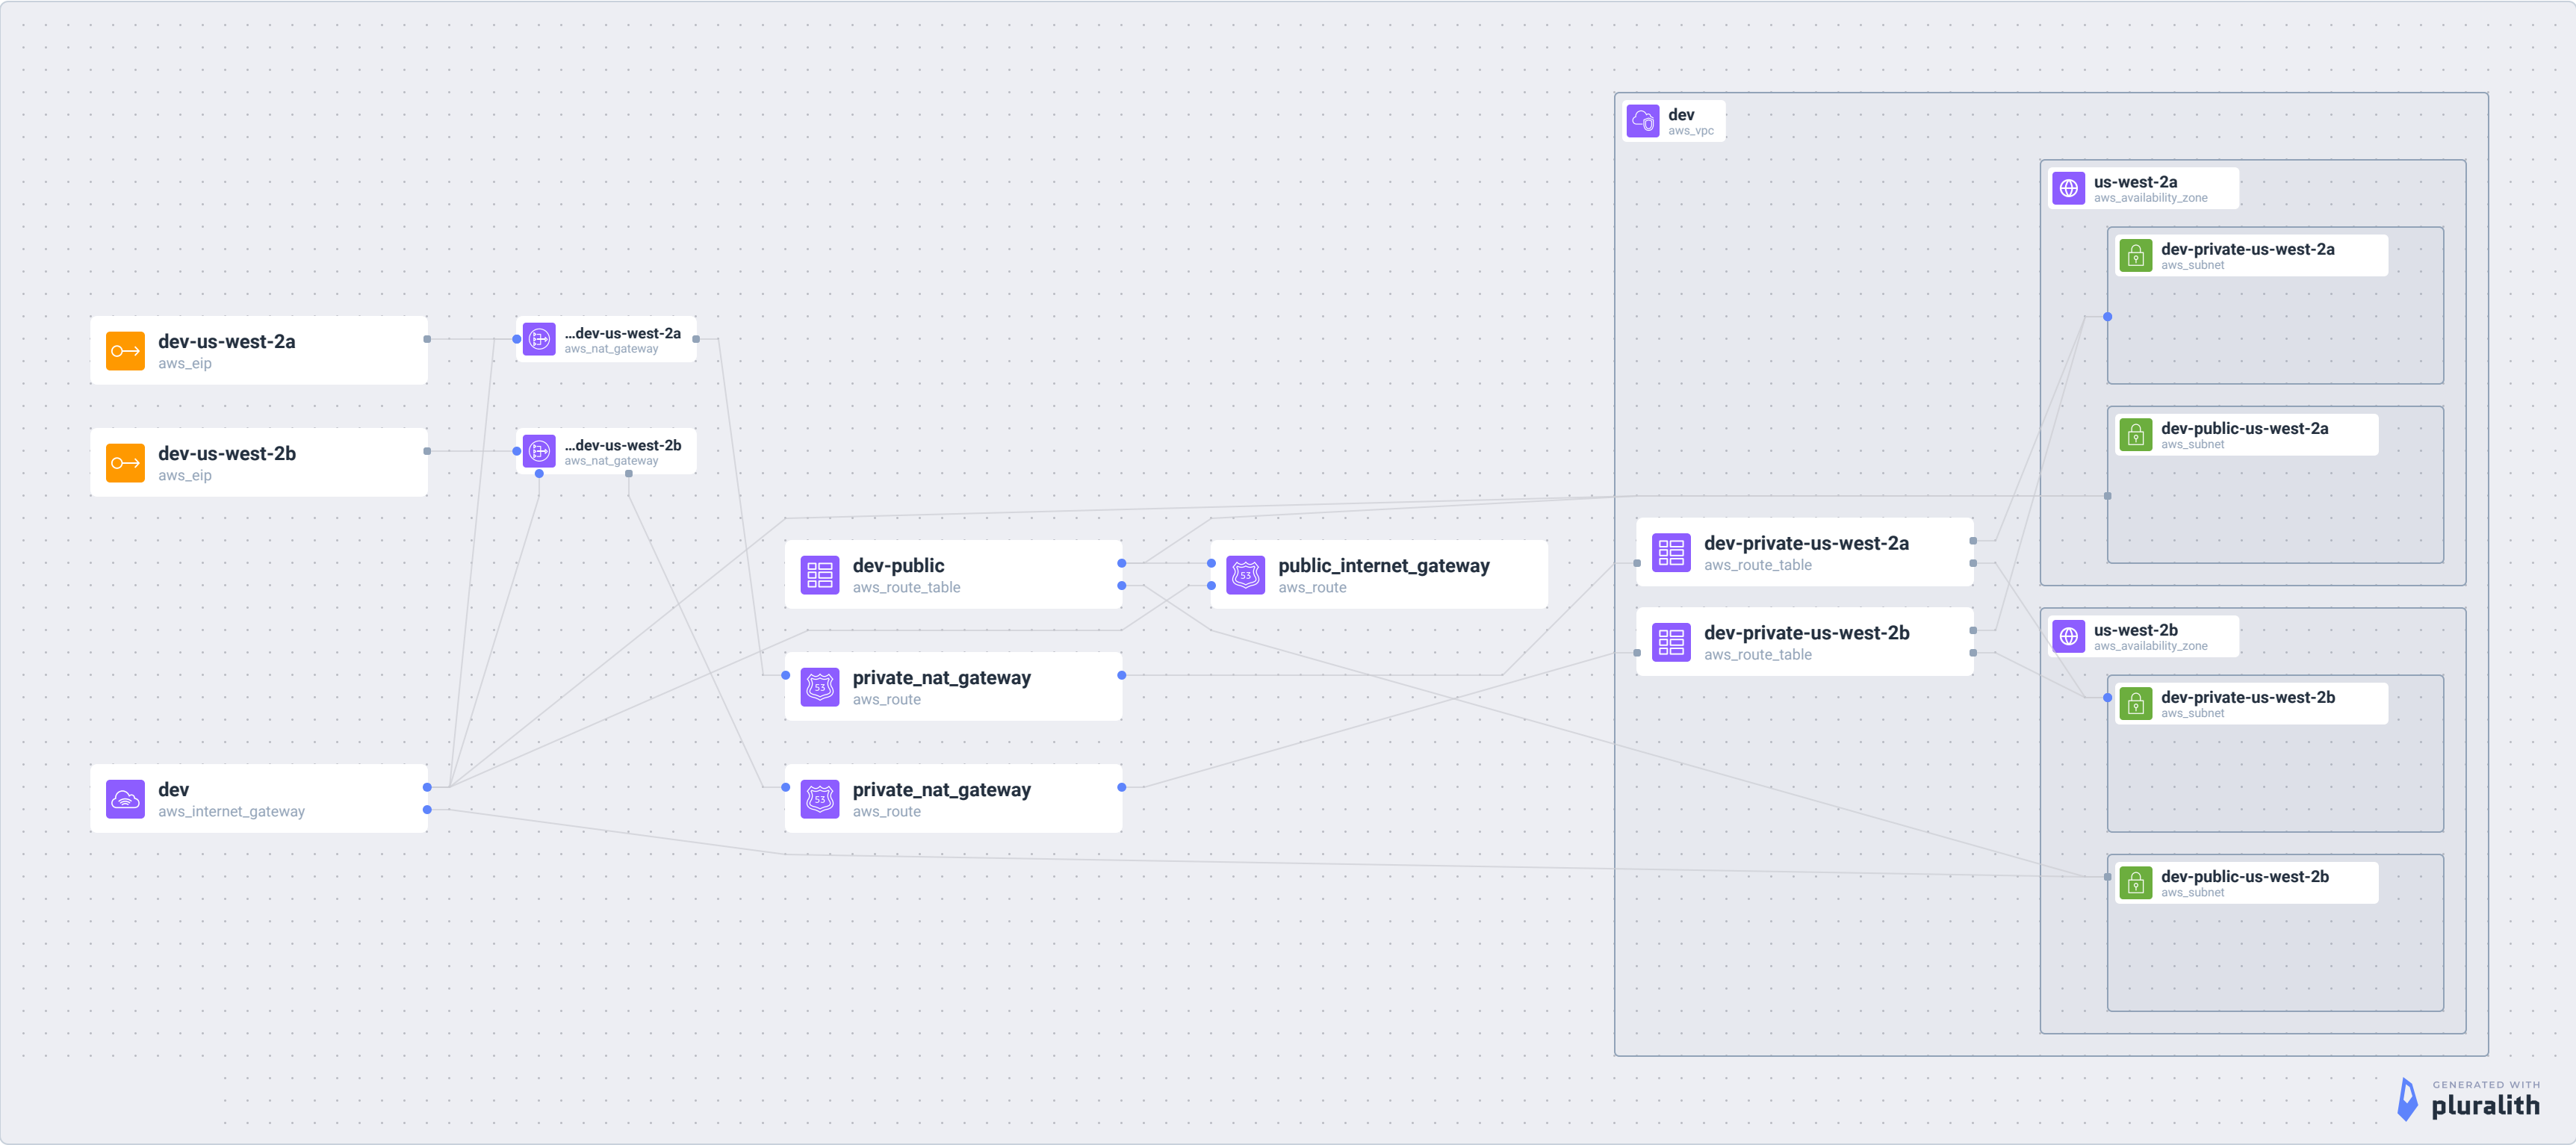 dev
aws_vpc
us-west-2a
aws_availability_zone
dev-private-us-west-2a
aws_subnet
dev-us-west-2a
aws_eip
...dev-us-west-2a
aws_nat_gateway
dev-public-us-west-2a
aws_subnet
dev-us-west-2b
aws_eip
...dev-us-west-2b
aws_nat_gateway
dev-public
aws_route_table
53
public_internet_gateway
aws_route
dev-private-us-west-2a
aws_route_table
dev-private-us-west-2b
aws_route_table
us-west-2b
aws_availability_zone
53
private_nat_gateway
aws_route
dev-private-us-west-2b
aws_subnet
dev
aws_internet_gateway
53
private_nat_gateway
aws_route
dev-public-us-west-2b
aws_subnet
GENERATED WITH
pluralith